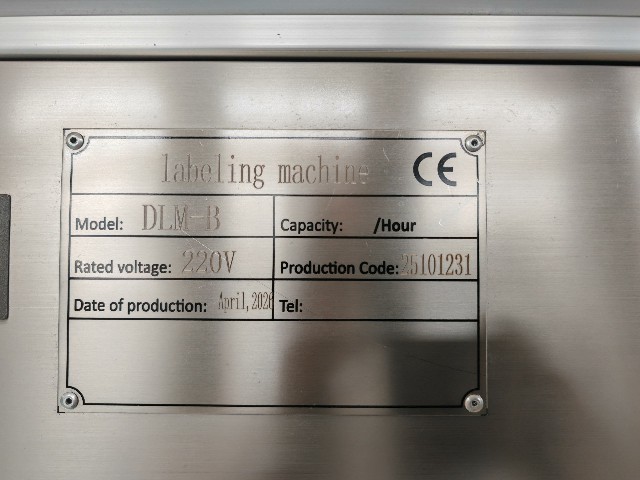 labeling machine CE
Model: DLM-B Capacity: /Hour
Rated voltage: 220V Production Code: 25101231
Date of production: April, 2026 Tel: